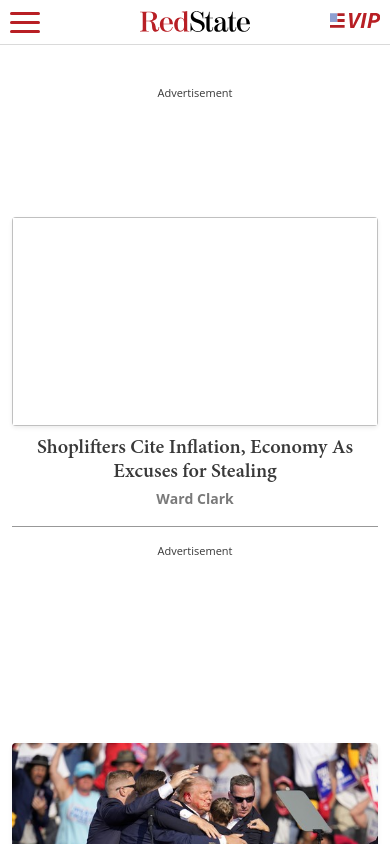 RedState
VIP
Advertisement
Shoplifters Cite Inflation, Economy As
Excuses for Stealing
Ward Clark
Advertisement